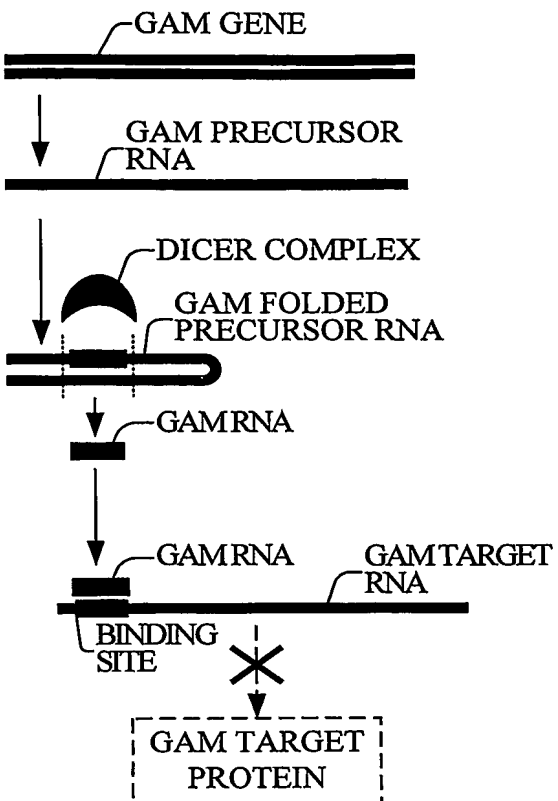 GAM GENE
GAM PRECURSOR
RNA
DICER COMPLEX
GAM FOLDED
PRECURSOR RNA
GAM RNA
GAM RNA
GAM TARGET
RNA
BINDING
SITE
GAM TARGET
PROTEIN